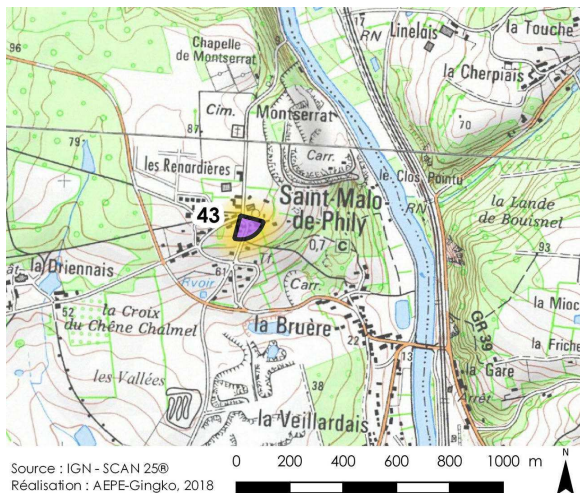 96
Chapelle
de Montserrat
17
RN
Linelois
la Touche
la Cherpiais
Cim.
Montserrat
87
79
70
Carr.
les Renardières
le Clos Pointu
Saint-Malo
-de-Phily
la Lande
de Bouisnel
RN
43
0,7
C
93
la Driennais
61
Rvoir
Carr.
52
la Croix
du Chêne Chalmel
la Bruère
22
13
GR 39
la Mioc
la Friche
les Vallées
38
la Gare
Arrêt
la Veillardais
Source : IGN - SCAN 25®
Réalisation : AEPE-Gingko, 2018
0 200 400 600 800 1000 m
N